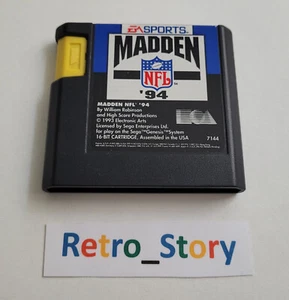 EA SPORTS
MADDEN
NFL
'94
MADDEN NFL™ '94
By William Robinson
and High Score Productions
© 1993 Electronic Arts
Licensed by Sega Enterprises Ltd.
for play on the Sega™ Genesis™ System
16-BIT CARTRIDGE. Assembled in the USA
7144
Retro_Story